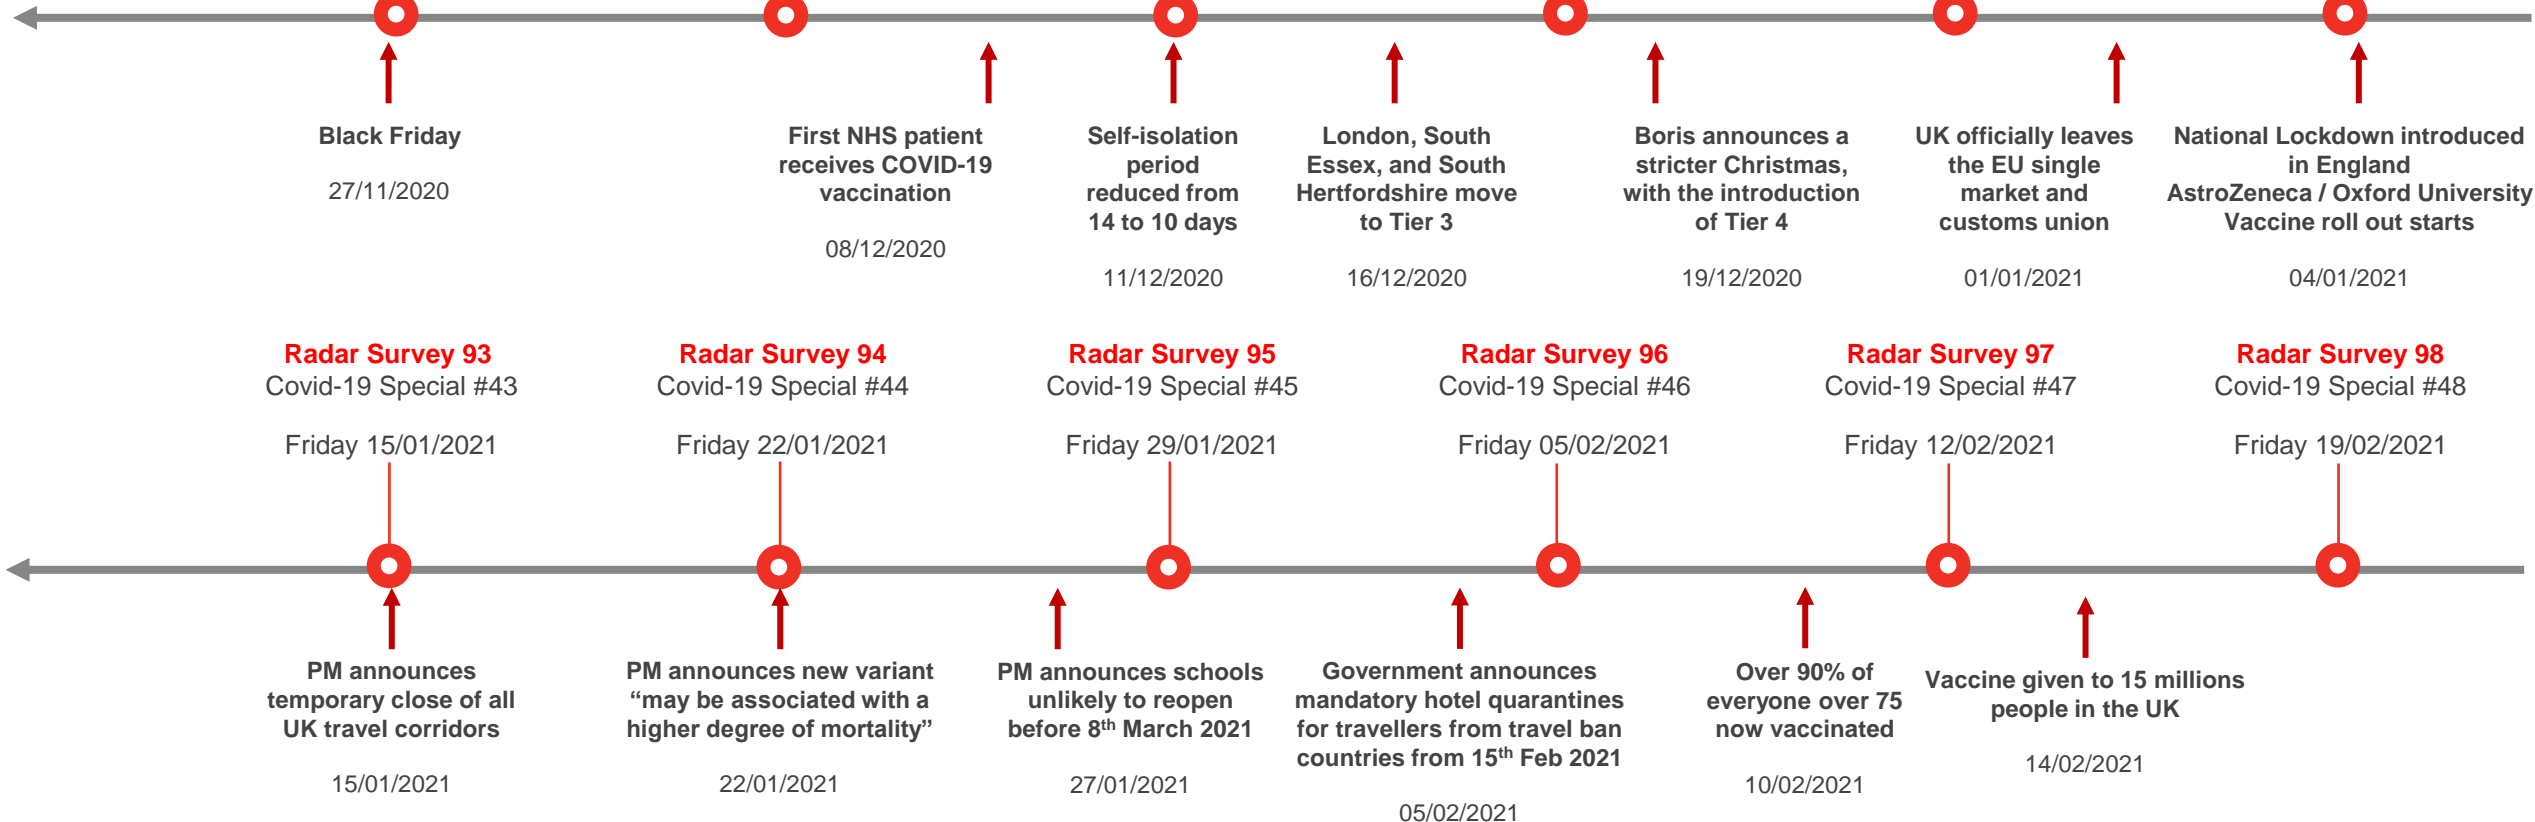 Black Friday
27/11/2020
First NHS patient
receives COVID-19
vaccination
08/12/2020
Self-isolation
period
reduced from
14 to 10 days
11/12/2020
London, South
Essex, and South
Hertfordshire move
to Tier 3
16/12/2020
Boris announces a
stricter Christmas,
with the introduction
of Tier 4
19/12/2020
UK officially leaves
the EU single
market and
customs union
01/01/2021
National Lockdown introduced
in England
AstroZeneca / Oxford University
Vaccine roll out starts
04/01/2021
Radar Survey 93
Covid-19 Special #43
Friday 15/01/2021
Radar Survey 94
Covid-19 Special #44
Friday 22/01/2021
Radar Survey 95
Covid-19 Special #45
Friday 29/01/2021
Radar Survey 96
Covid-19 Special #46
Friday 05/02/2021
Radar Survey 97
Covid-19 Special #47
Friday 12/02/2021
Radar Survey 98
Covid-19 Special #48
Friday 19/02/2021
PM announces
temporary close of all
UK travel corridors
15/01/2021
PM announces new variant
“may be associated with a
higher degree of mortality”
22/01/2021
PM announces schools
unlikely to reopen
before 8th March 2021
27/01/2021
Government announces
mandatory hotel quarantines
for travellers from travel ban
countries from 15th Feb 2021
05/02/2021
Over 90% of
everyone over 75
now vaccinated
10/02/2021
Vaccine given to 15 millions
people in the UK
14/02/2021